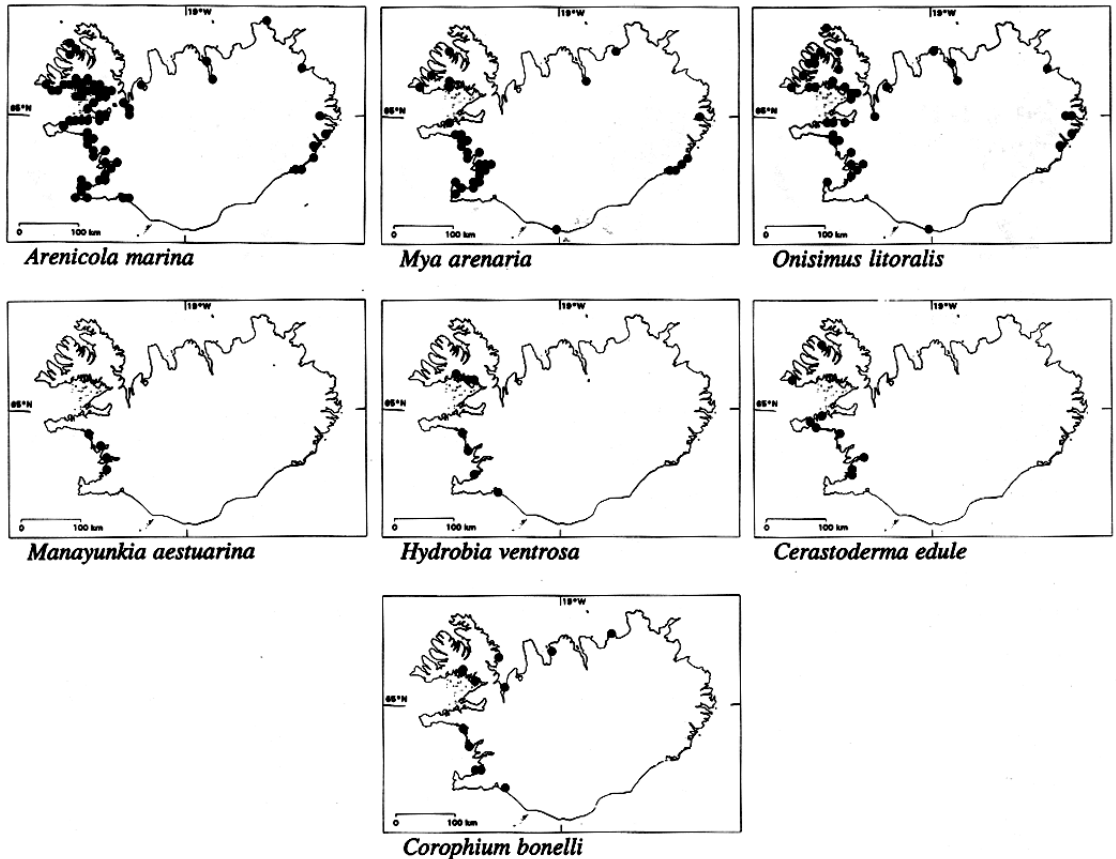 19°W
65°N
0 100 km
Arenicola marina
19°W
65°N
0 100 km
Mya arenaria
19°W
65°N
0 100 km
Onisimus litoralis
19°W
65°N
0 100 km
Manayunkia aestuarina
19°W
65°N
0 100 km
Hydrobia ventrosa
19°W
65°N
0 100 km
Cerastoderma edule
19°W
65°N
0 100 km
Corophium bonelli